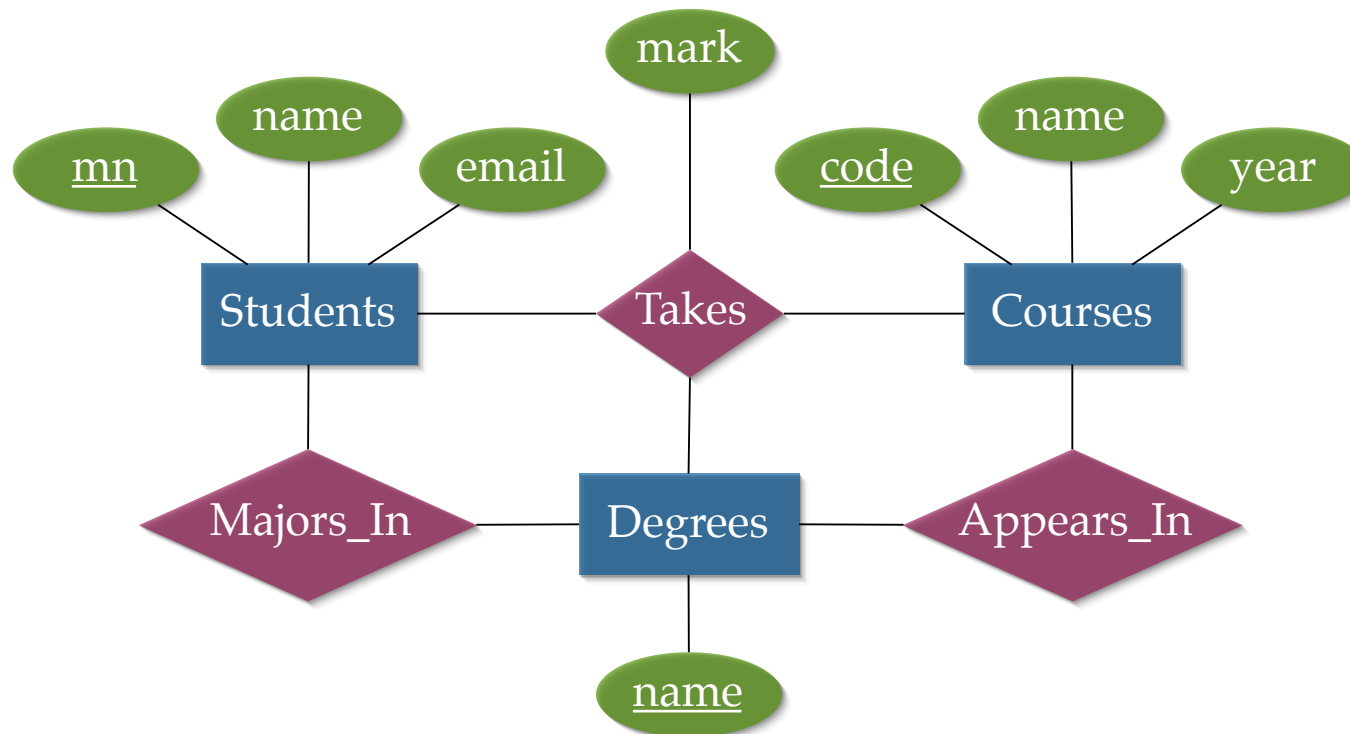 mark
name
name
mn
email
code
year
Students
Takes
Courses
Majors_In
Degrees
Appears_In
name